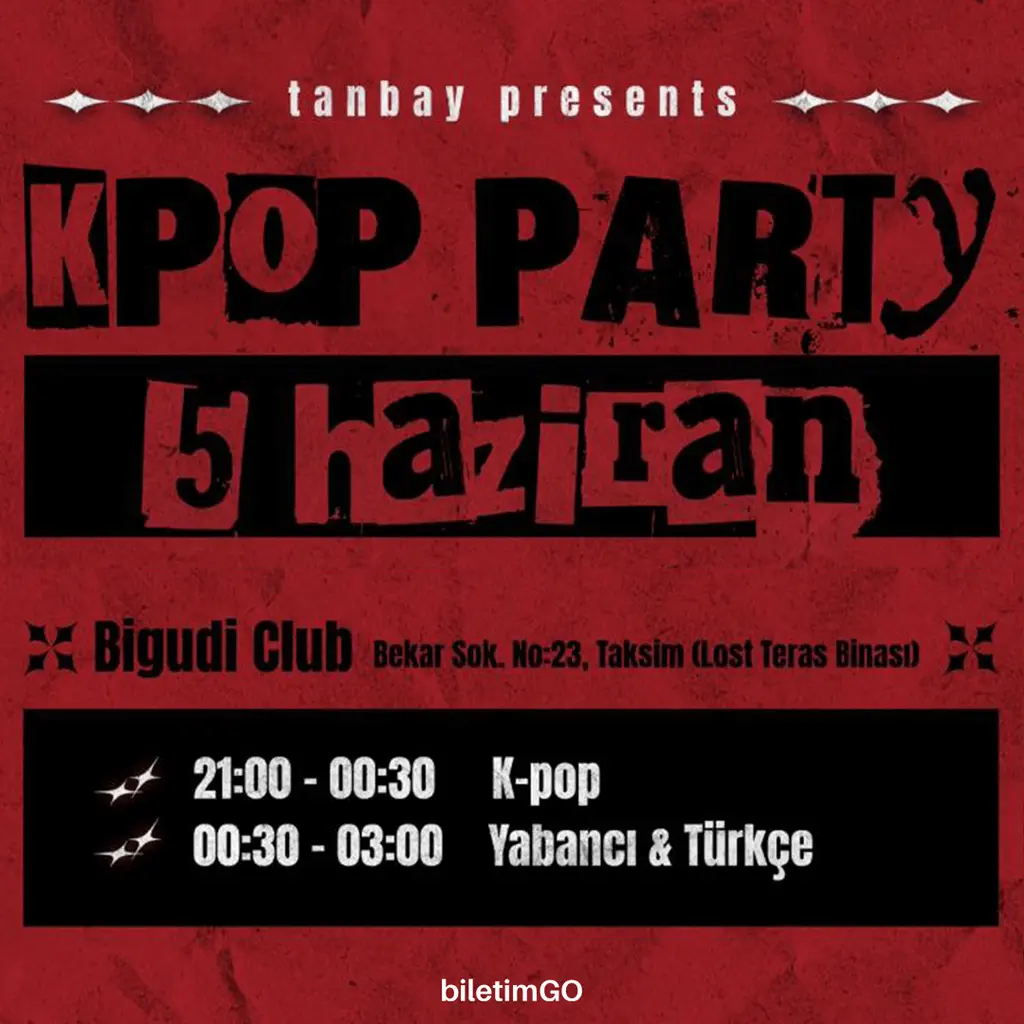 tanbay presents
KPOP PARTy
5 haziran
Bigudi Club Bekar Sok. No:23, Taksim (Lost Teras Binası)
21:00 - 00:30 K-pop
00:30 - 03:00 Yabancı & Türkçe
biletimGO